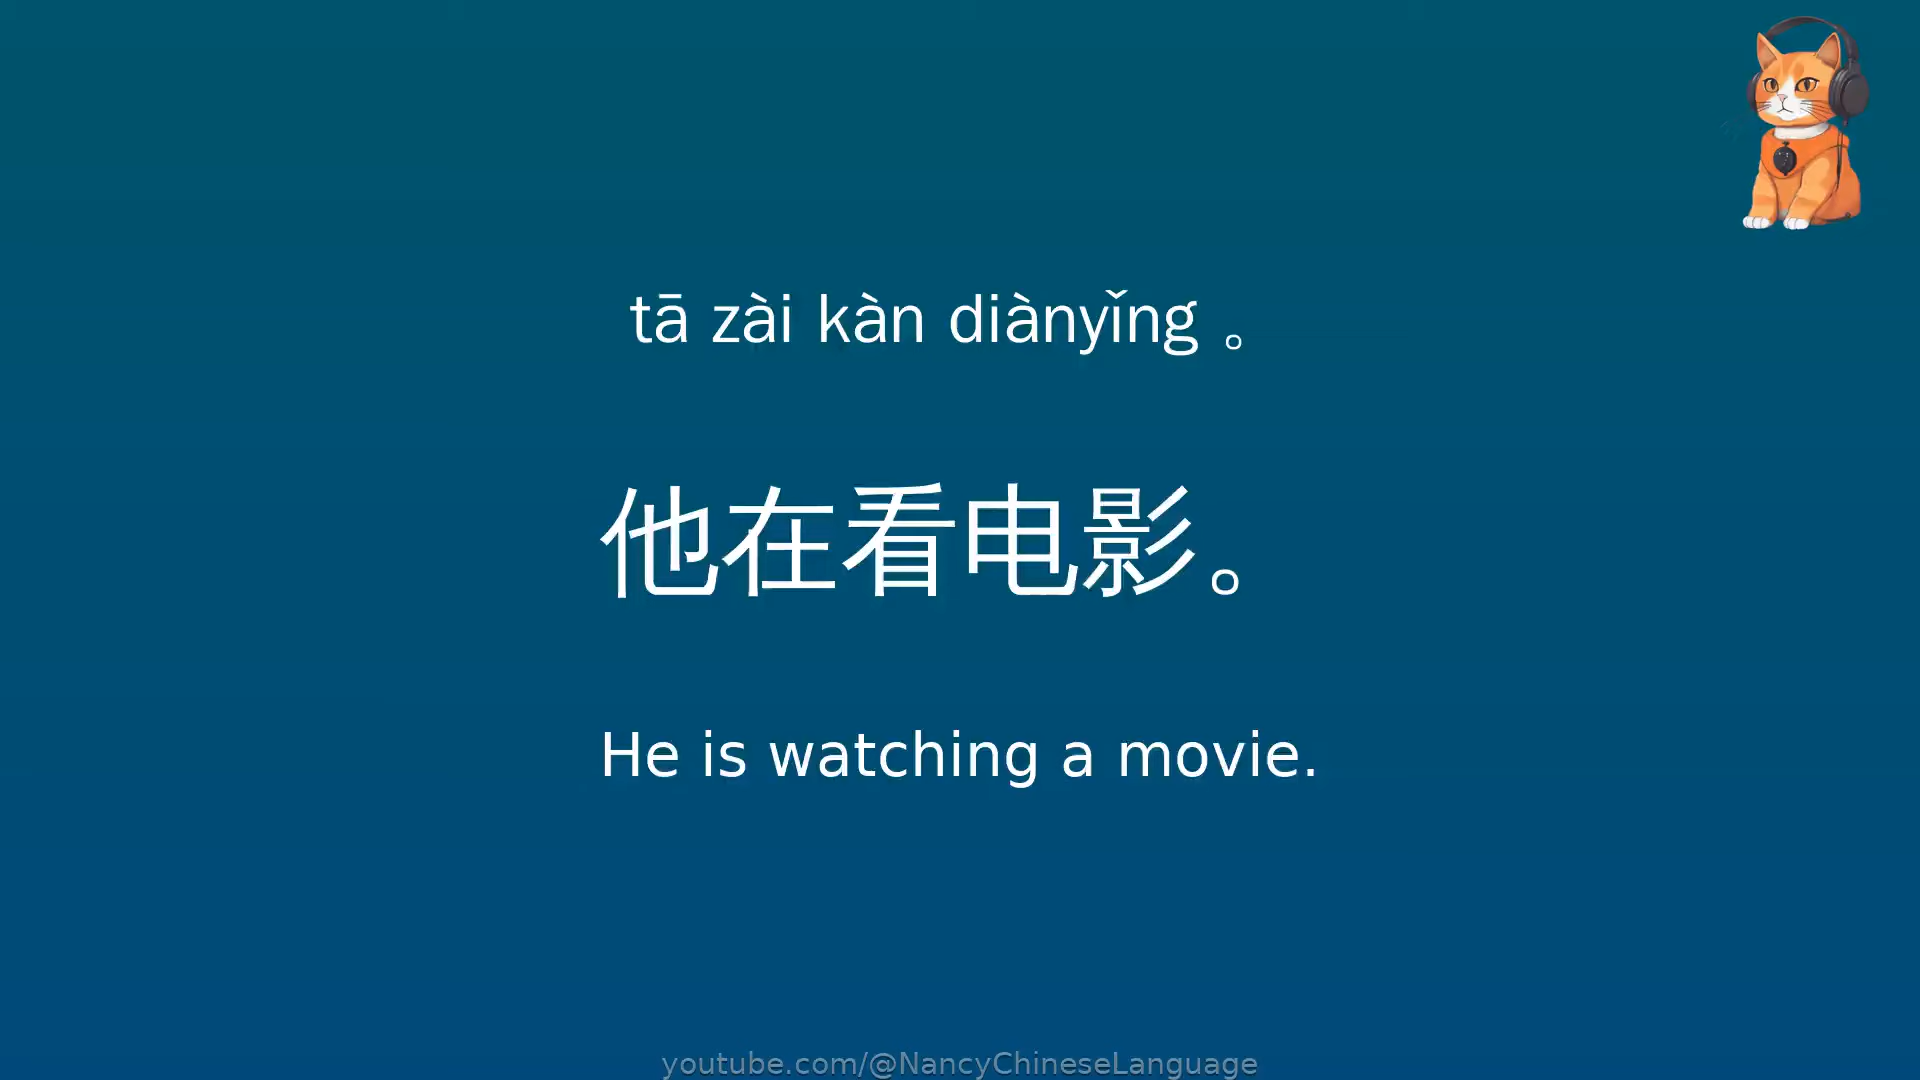 tā zài kàn diànyǐng 。
他在看电影。
He is watching a movie.
youtube.com/@NancyChineseLanguage